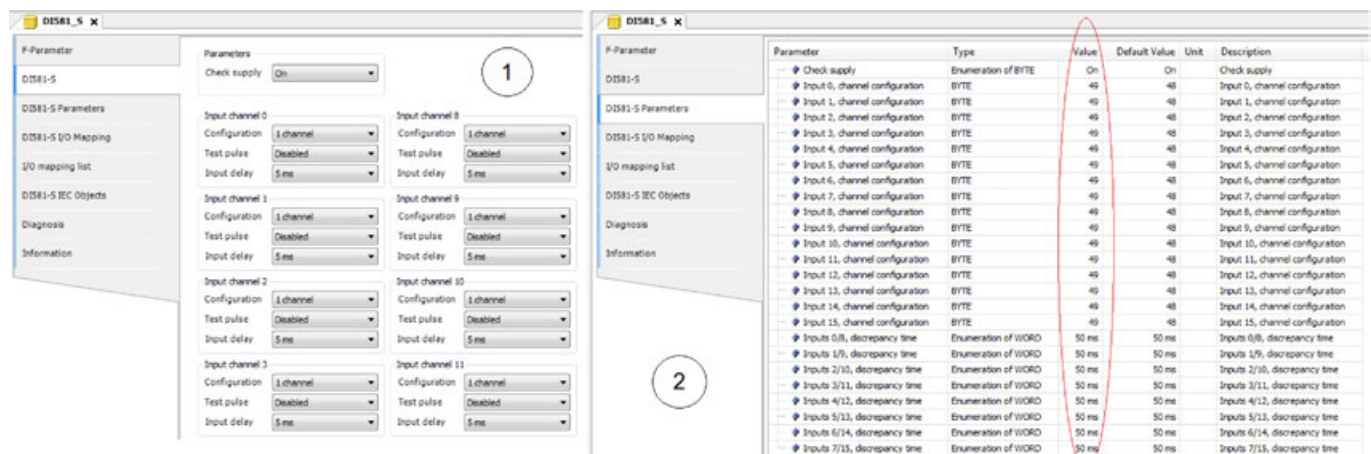 DI581_S x
F-Parameter
DI581-S
DI581-S Parameters
DI581-S I/O Mapping
I/O mapping list
DI581-S IEC Objects
Diagnosis
Information
Parameters
Check supply On
1
Input channel 0 Input channel 8
Configuration 1 channel Configuration 1 channel
Test pulse Disabled Test pulse Disabled
Input delay 5 ms Input delay 5 ms
Input channel 1 Input channel 9
Configuration 1 channel Configuration 1 channel
Test pulse Disabled Test pulse Disabled
Input delay 5 ms Input delay 5 ms
Input channel 2 Input channel 10
Configuration 1 channel Configuration 1 channel
Test pulse Disabled Test pulse Disabled
Input delay 5 ms Input delay 5 ms
Input channel 3 Input channel 11
Configuration 1 channel Configuration 1 channel
Test pulse Disabled Test pulse Disabled
Input delay 5 ms Input delay 5 ms
DI581_S x
F-Parameter
DI581-S
DI581-S Parameters
DI581-S I/O Mapping
I/O mapping list
DI581-S IEC Objects
Diagnosis
Information
2
Parameter Type Value Default Value Unit Description
Check supply Enumeration of BYTE On On Check supply
Input 0, channel configuration BYTE 49 48 Input 0, channel configuration
Input 1, channel configuration BYTE 49 48 Input 1, channel configuration
Input 2, channel configuration BYTE 49 48 Input 2, channel configuration
Input 3, channel configuration BYTE 49 48 Input 3, channel configuration
Input 4, channel configuration BYTE 49 48 Input 4, channel configuration
Input 5, channel configuration BYTE 49 48 Input 5, channel configuration
Input 6, channel configuration BYTE 49 48 Input 6, channel configuration
Input 7, channel configuration BYTE 49 48 Input 7, channel configuration
Input 8, channel configuration BYTE 49 48 Input 8, channel configuration
Input 9, channel configuration BYTE 49 48 Input 9, channel configuration
Input 10, channel configuration BYTE 49 48 Input 10, channel configuration
Input 11, channel configuration BYTE 49 48 Input 11, channel configuration
Input 12, channel configuration BYTE 49 48 Input 12, channel configuration
Input 13, channel configuration BYTE 49 48 Input 13, channel configuration
Input 14, channel configuration BYTE 49 48 Input 14, channel configuration
Input 15, channel configuration BYTE 49 48 Input 15, channel configuration
Inputs 0/8, discrepancy time Enumeration of WORD 50 ms 50 ms Inputs 0/8, discrepancy time
Inputs 1/9, discrepancy time Enumeration of WORD 50 ms 50 ms Inputs 1/9, discrepancy time
Inputs 2/10, discrepancy time Enumeration of WORD 50 ms 50 ms Inputs 2/10, discrepancy time
Inputs 3/11, discrepancy time Enumeration of WORD 50 ms 50 ms Inputs 3/11, discrepancy time
Inputs 4/12, discrepancy time Enumeration of WORD 50 ms 50 ms Inputs 4/12, discrepancy time
Inputs 5/13, discrepancy time Enumeration of WORD 50 ms 50 ms Inputs 5/13, discrepancy time
Inputs 6/14, discrepancy time Enumeration of WORD 50 ms 50 ms Inputs 6/14, discrepancy time
Inputs 7/15, discrepancy time Enumeration of WORD 50 ms 50 ms Inputs 7/15, discrepancy time